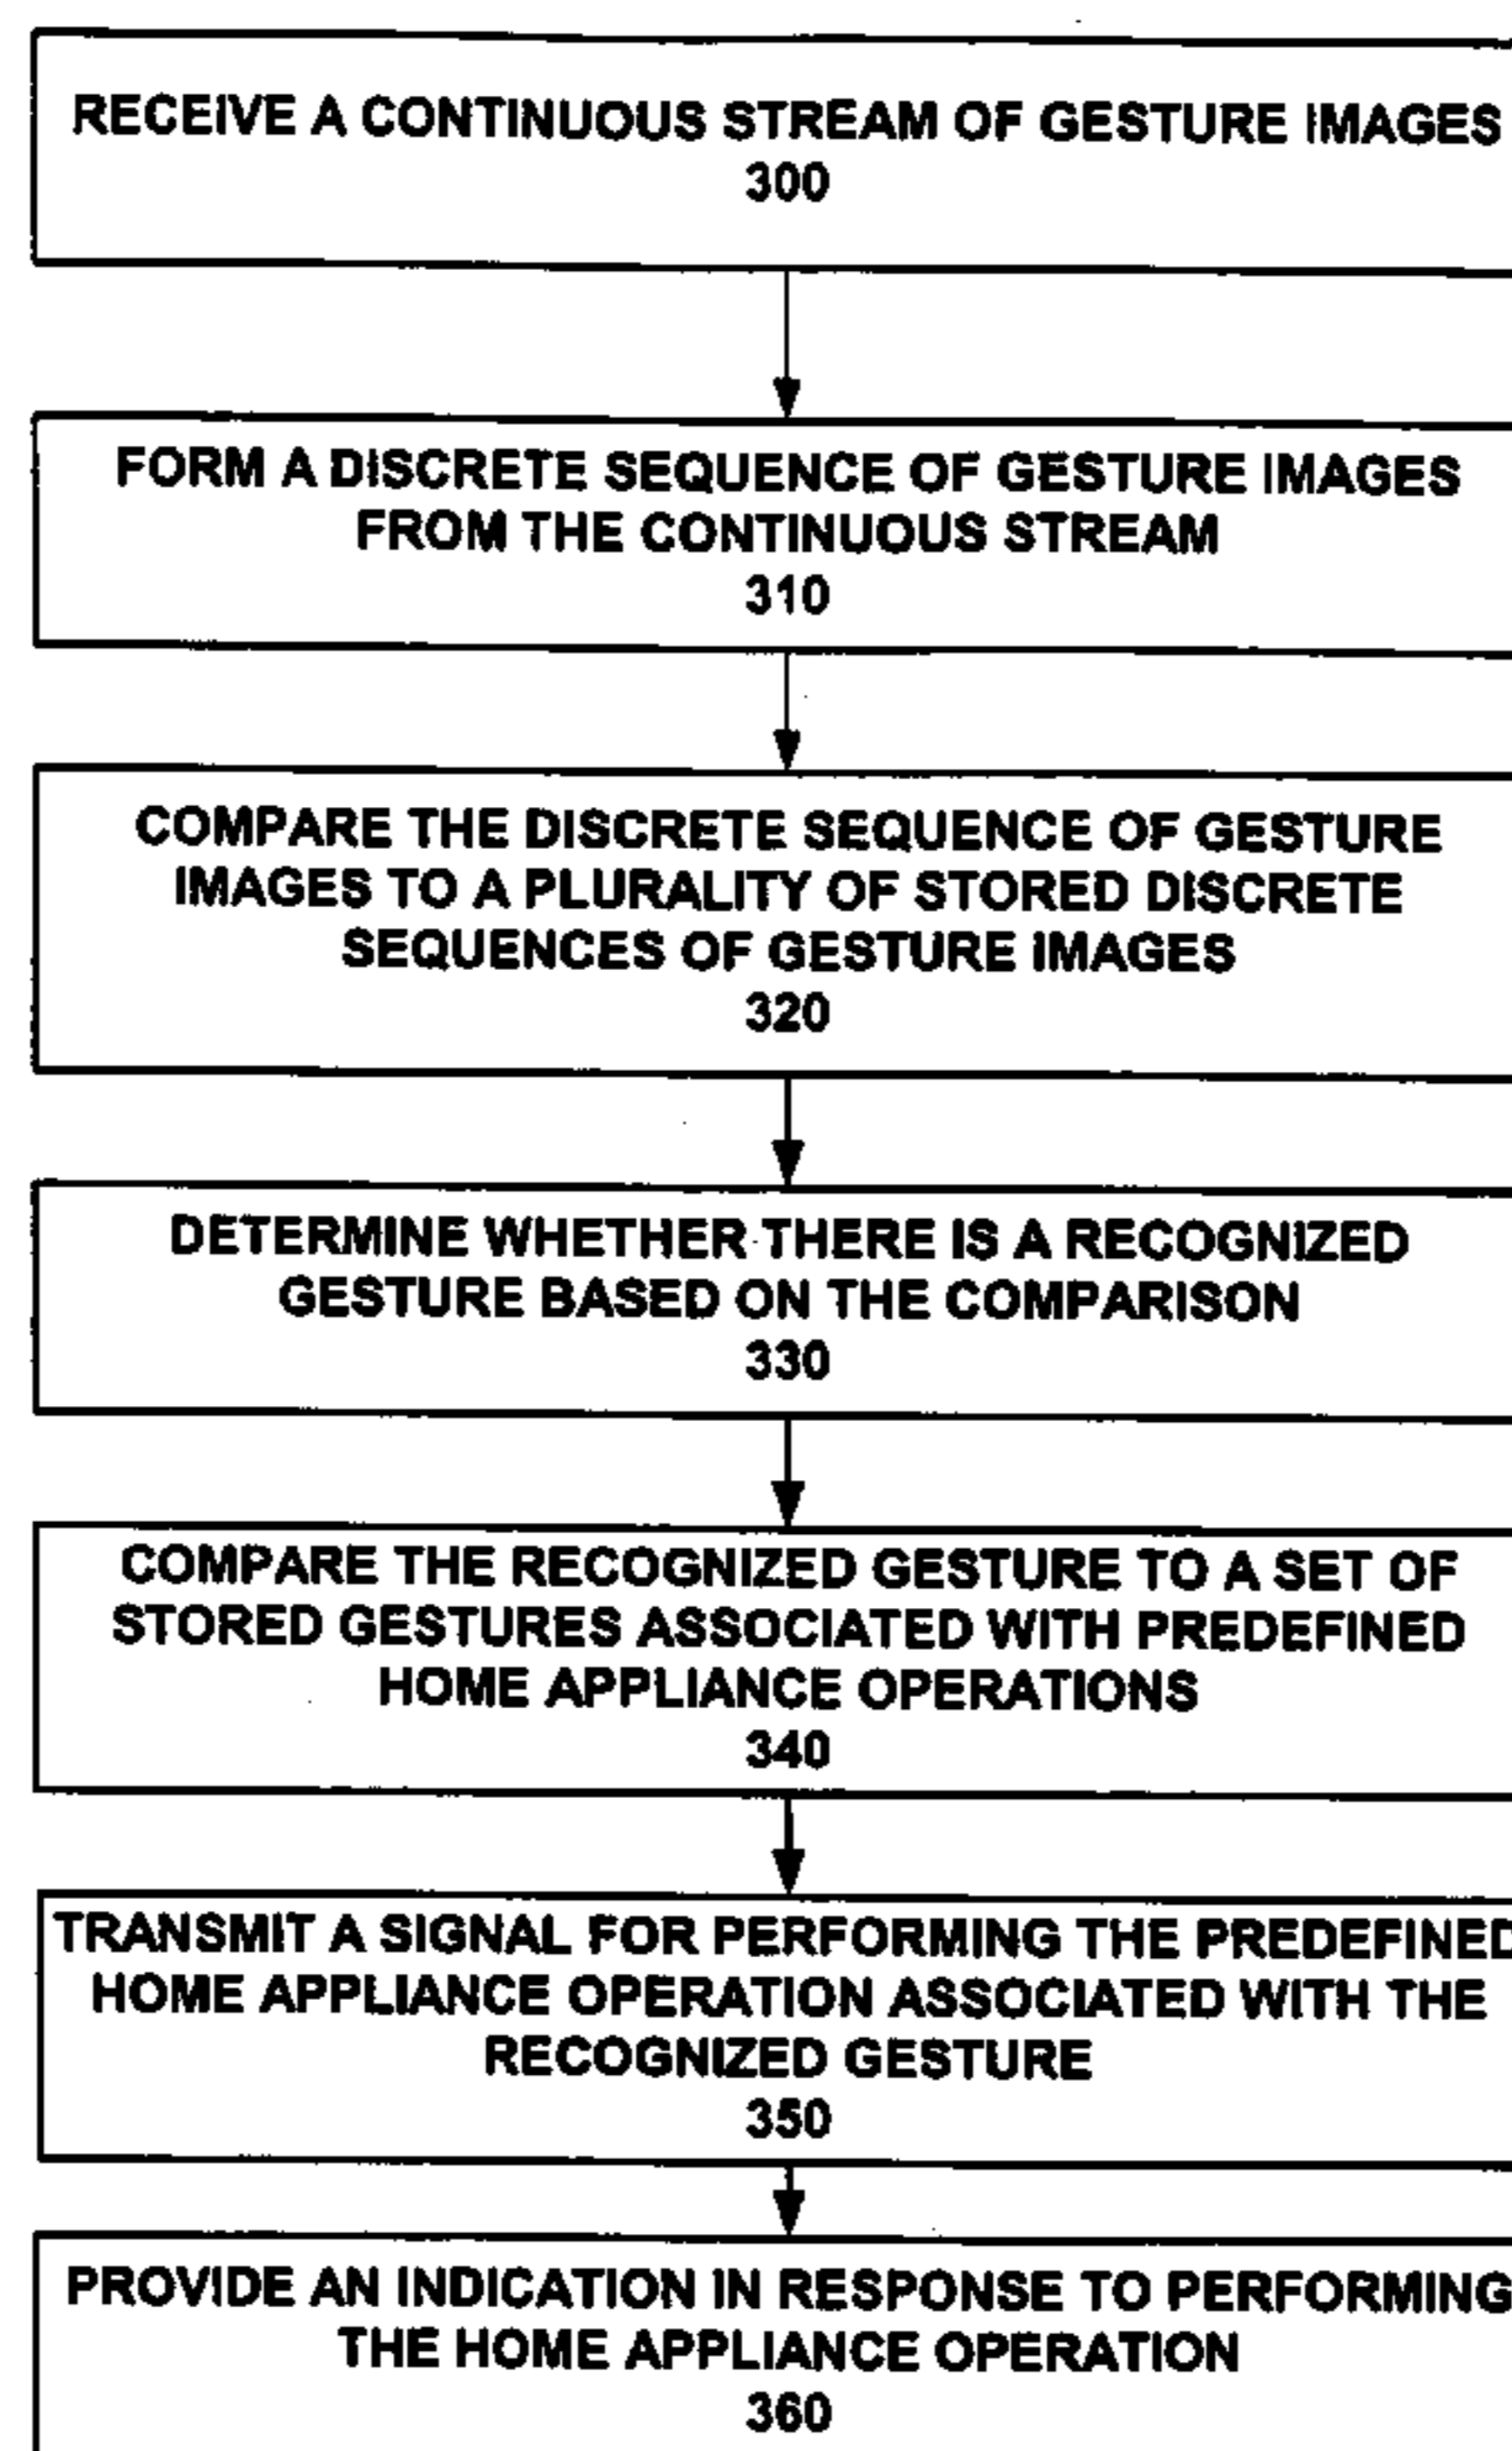 RECEIVE A CONTINUOUS STREAM OF GESTURE IMAGES
300
FORM A DISCRETE SEQUENCE OF GESTURE IMAGES
FROM THE CONTINUOUS STREAM
310
COMPARE THE DISCRETE SEQUENCE OF GESTURE
IMAGES TO A PLURALITY OF STORED DISCRETE
SEQUENCES OF GESTURE IMAGES
320
DETERMINE WHETHER THERE IS A RECOGNIZED
GESTURE BASED ON THE COMPARISON
330
COMPARE THE RECOGNIZED GESTURE TO A SET OF
STORED GESTURES ASSOCIATED WITH PREDEFINED
HOME APPLIANCE OPERATIONS
340
TRANSMIT A SIGNAL FOR PERFORMING THE PREDEFINED
HOME APPLIANCE OPERATION ASSOCIATED WITH THE
RECOGNIZED GESTURE
350
PROVIDE AN INDICATION IN RESPONSE TO PERFORMING
THE HOME APPLIANCE OPERATION
360